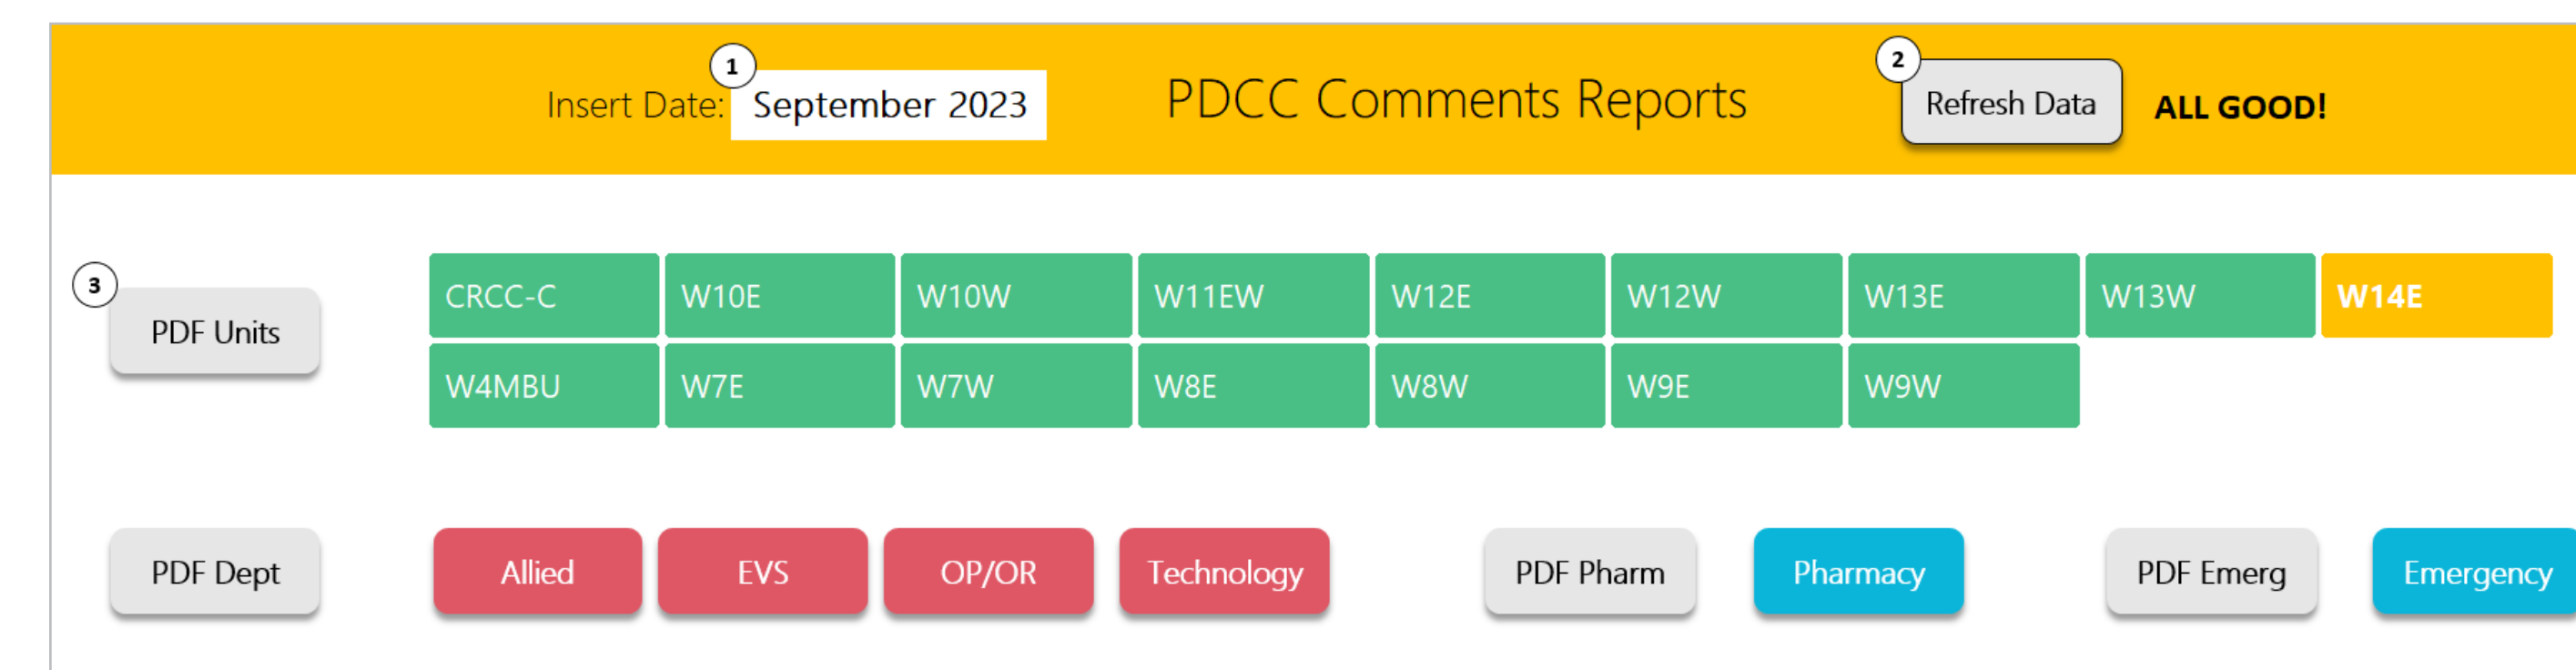 1 2
Insert Date: September 2023 PDCC Comments Reports Refresh Data ALL GOOD!
3
PDF Units
CRCC-C W10E W10W W11EW W12E W12W W13E W13W W14E
W4MBU W7E W7W W8E W8W W9E W9W
PDF Dept Allied EVS OP/OR Technology PDF Pharm Pharmacy PDF Emerg Emergency